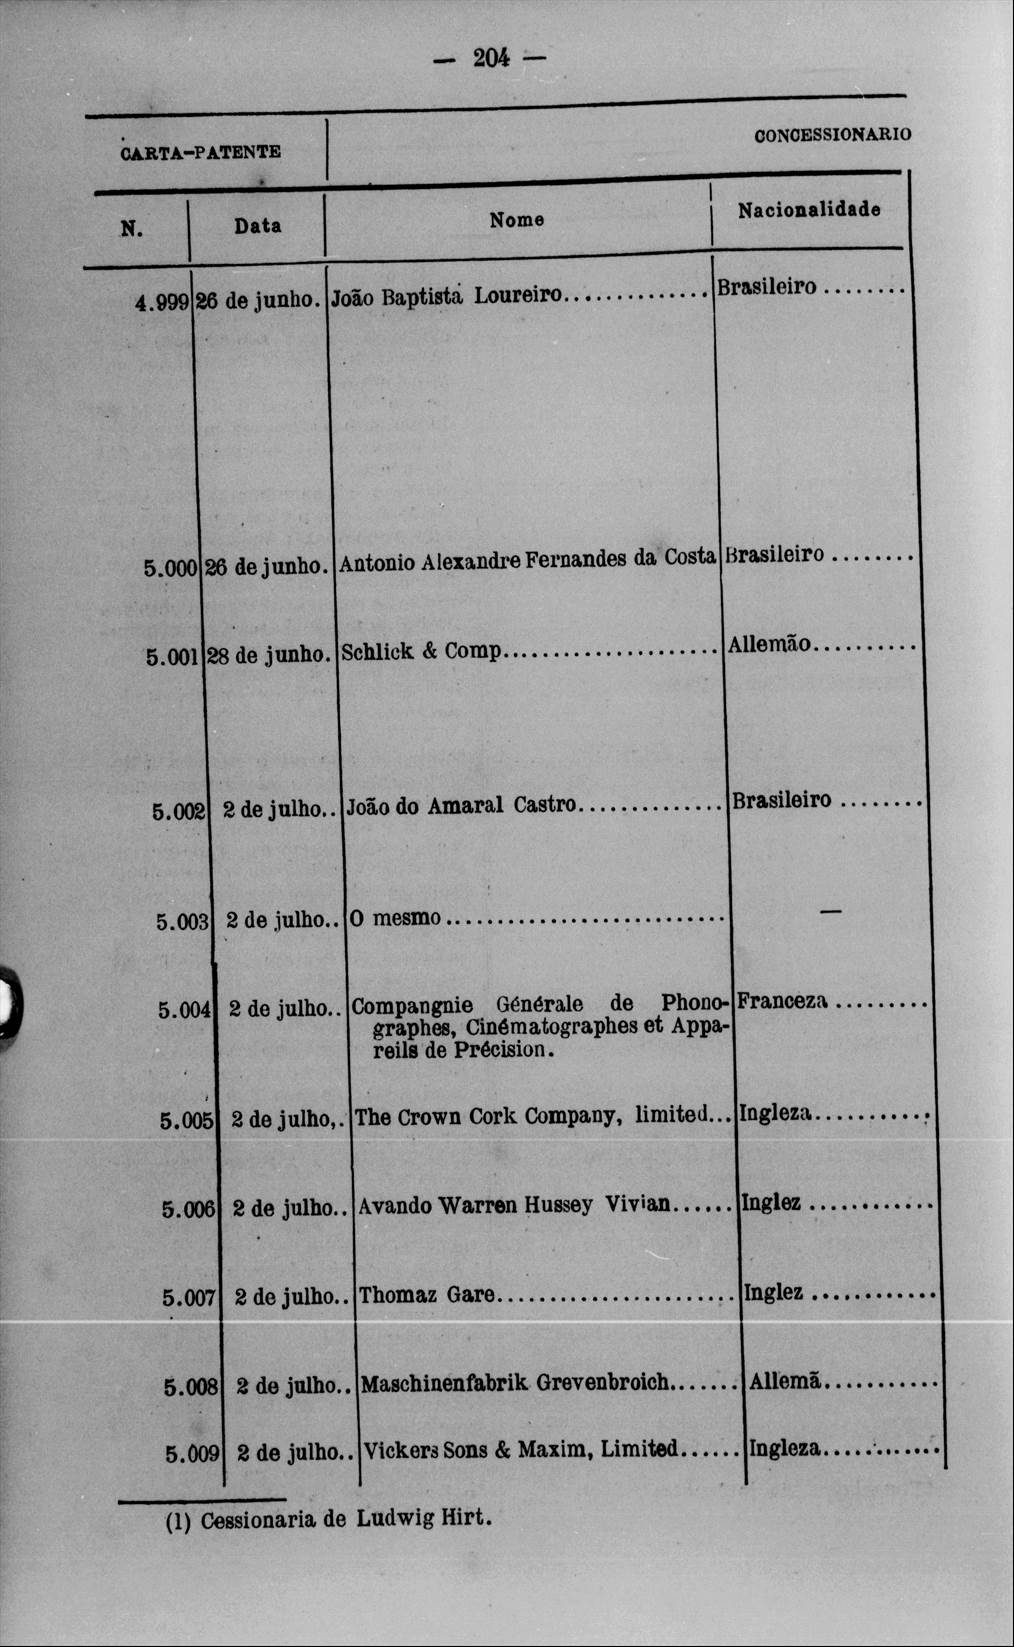 — 204 —
CARTA-PATENTE CONCESSIONARIO
N. Data Nome Nacionalidade
4.999 26 de junho. João Baptista Loureiro.............. Brasileiro ........
5.000 26 de junho. Antonio Alexandre Fernandes da Costa Brasileiro ........
5.001 28 de junho. Schlick & Comp..................... Allemão..........
5.002 2 de julho.. João do Amaral Castro.............. Brasileiro ........
5.003 2 de julho.. O mesmo........................... —
5.004 2 de julho.. Compangnie Générale de Phono- Franceza .........
graphes, Cinématographes et Appa-
reils de Précision.
5.005 2 de julho,. The Crown Cork Company, limited... Ingleza...........
5.006 2 de julho.. Avando Warren Hussey Vivian...... Inglez ............
5.007 2 de julho.. Thomaz Gare....................... Inglez ............
5.008 2 de julho.. Maschinenfabrik Grevenbroich....... Allemã...........
5.009 2 de julho.. Vickers Sons & Maxim, Limited...... Ingleza............
(1) Cessionaria de Ludwig Hirt.